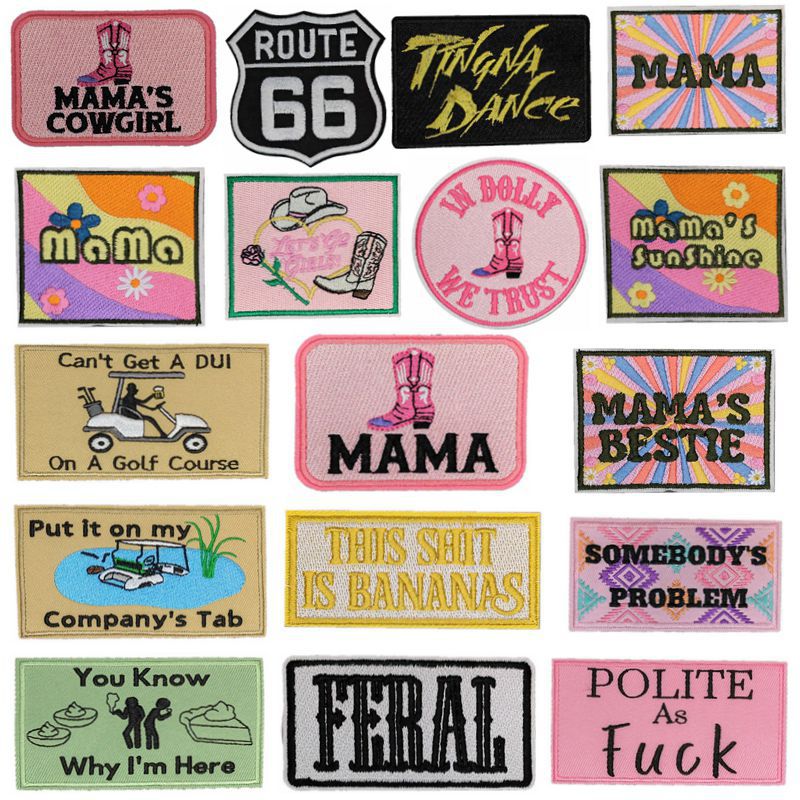 MAMA'S
COWGIRL
ROUTE
66
TINGNA
DANCE
MAMA
MaMa
LET'S GO
GIRLS
IN DOLLY
WE TRUST
MaMa's
SunShine
Can't Get A DUI
On A Golf Course
MAMA
MAMA'S
BESTIE
Put it on my
Company's Tab
THIS SHIT
IS BANANAS
SOMEBODY'S
PROBLEM
You Know
Why I'm Here
FERAL
POLITE
As
Fuck